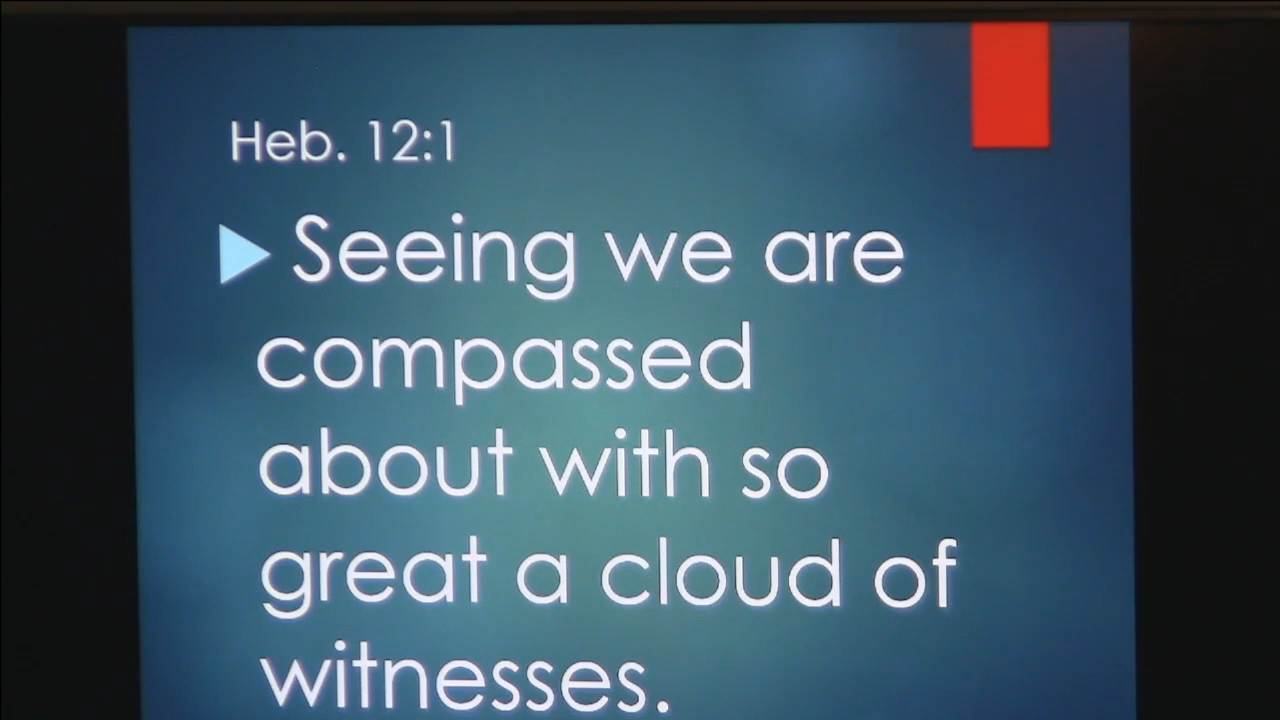 Heb. 12:1
Seeing we are
compassed
about with so
great a cloud of
witnesses.